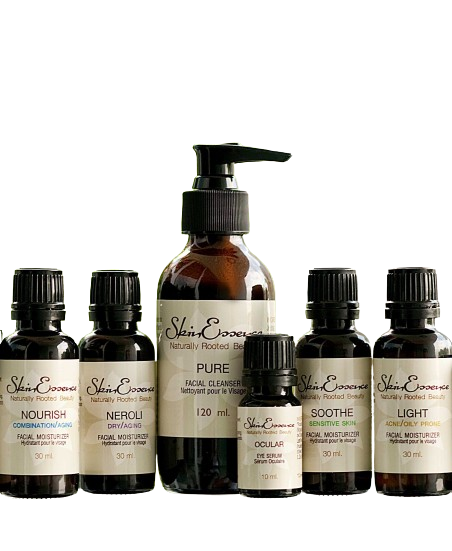 SkinEssence
Naturally Rooted Beauty
NOURISH
COMBINATION/AGING
FACIAL MOISTURIZER
Hydratant pour le visage
30 ml.
SkinEssence
Naturally Rooted Beauty
NEROLI
DRY/AGING
FACIAL MOISTURIZER
Hydratant pour le visage
30 ml.
SkinEssence
Naturally Rooted Beau
PURE
FACIAL CLEANSER
Nettoyant pour le Visage
120 ml.
SkinEssence
Naturally Rooted Beauty
OCULAR
EYE SERUM
Sérum Oculaire
10 ml.
SkinEssence
Naturally Rooted Beauty
SOOTHE
SENSITIVE SKIN
FACIAL MOISTURIZER
Hydratant pour le visage
30 ml.
SkinEssence
Naturally Rooted Beauty
LIGHT
ACNE/OILY PRONE
FACIAL MOISTURIZER
Hydratant pour le visage
30 ml.